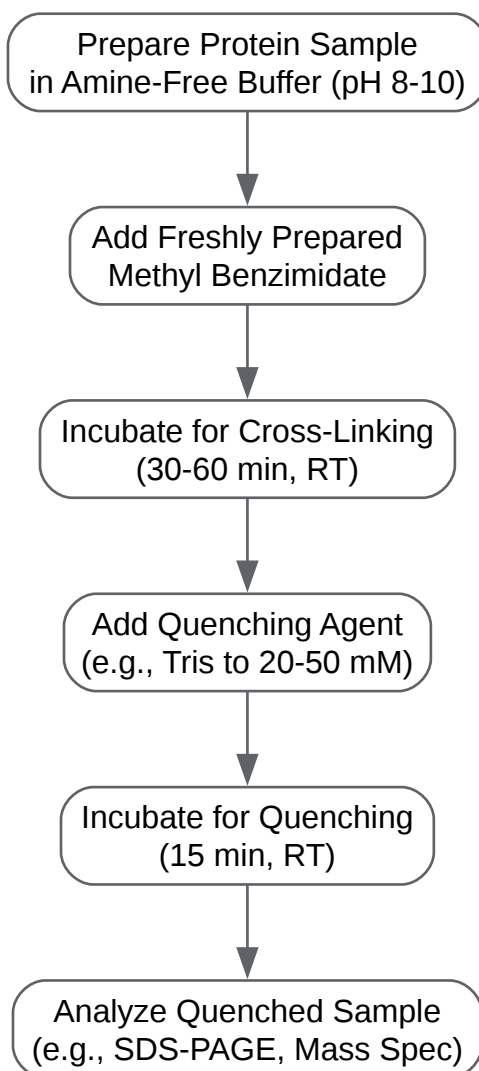 Prepare Protein Sample
in Amine-Free Buffer (pH 8-10)
Add Freshly Prepared
Methyl Benzimidate
Incubate for Cross-Linking
(30-60 min, RT)
Add Quenching Agent
(e.g., Tris to 20-50 mM)
Incubate for Quenching
(15 min, RT)
Analyze Quenched Sample
(e.g., SDS-PAGE, Mass Spec)